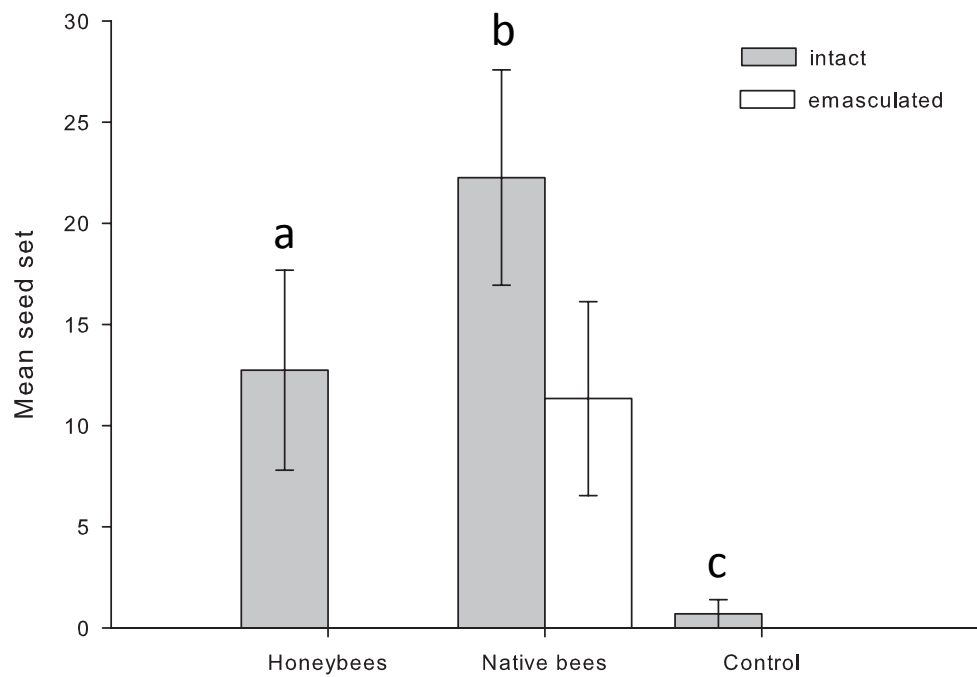 30
25
20
15
10
5
0
Mean seed set
a
b
c
intact
emasculated
Honeybees
Native bees
Control